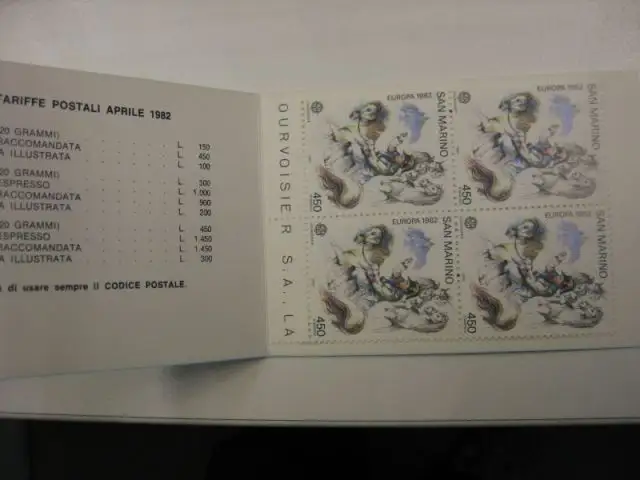 TARIFFE POSTALI APRILE 1982
20 GRAMMI)
RACCOMANDATA . . . . L 150
A ILLUSTRATA . . . . L 450
L 100
20 GRAMMI)
ESPRESSO . . . . L 300
RACCOMANDATA . . . . L 1.000
A ILLUSTRATA . . . . L 900
L 200
20 GRAMMI)
ESPRESSO . . . . L 450
RACCOMANDATA . . . . L 1.450
A ILLUSTRATA . . . . L 1.450
L 300
di usare sempre il CODICE POSTALE.
OURVOISIER S.A., LA
EUROPA 1982
SAN MARINO
450
EUROPA 1982
SAN MARINO
450
EUROPA 1982
SAN MARINO
450
EUROPA 1982
SAN MARINO
450